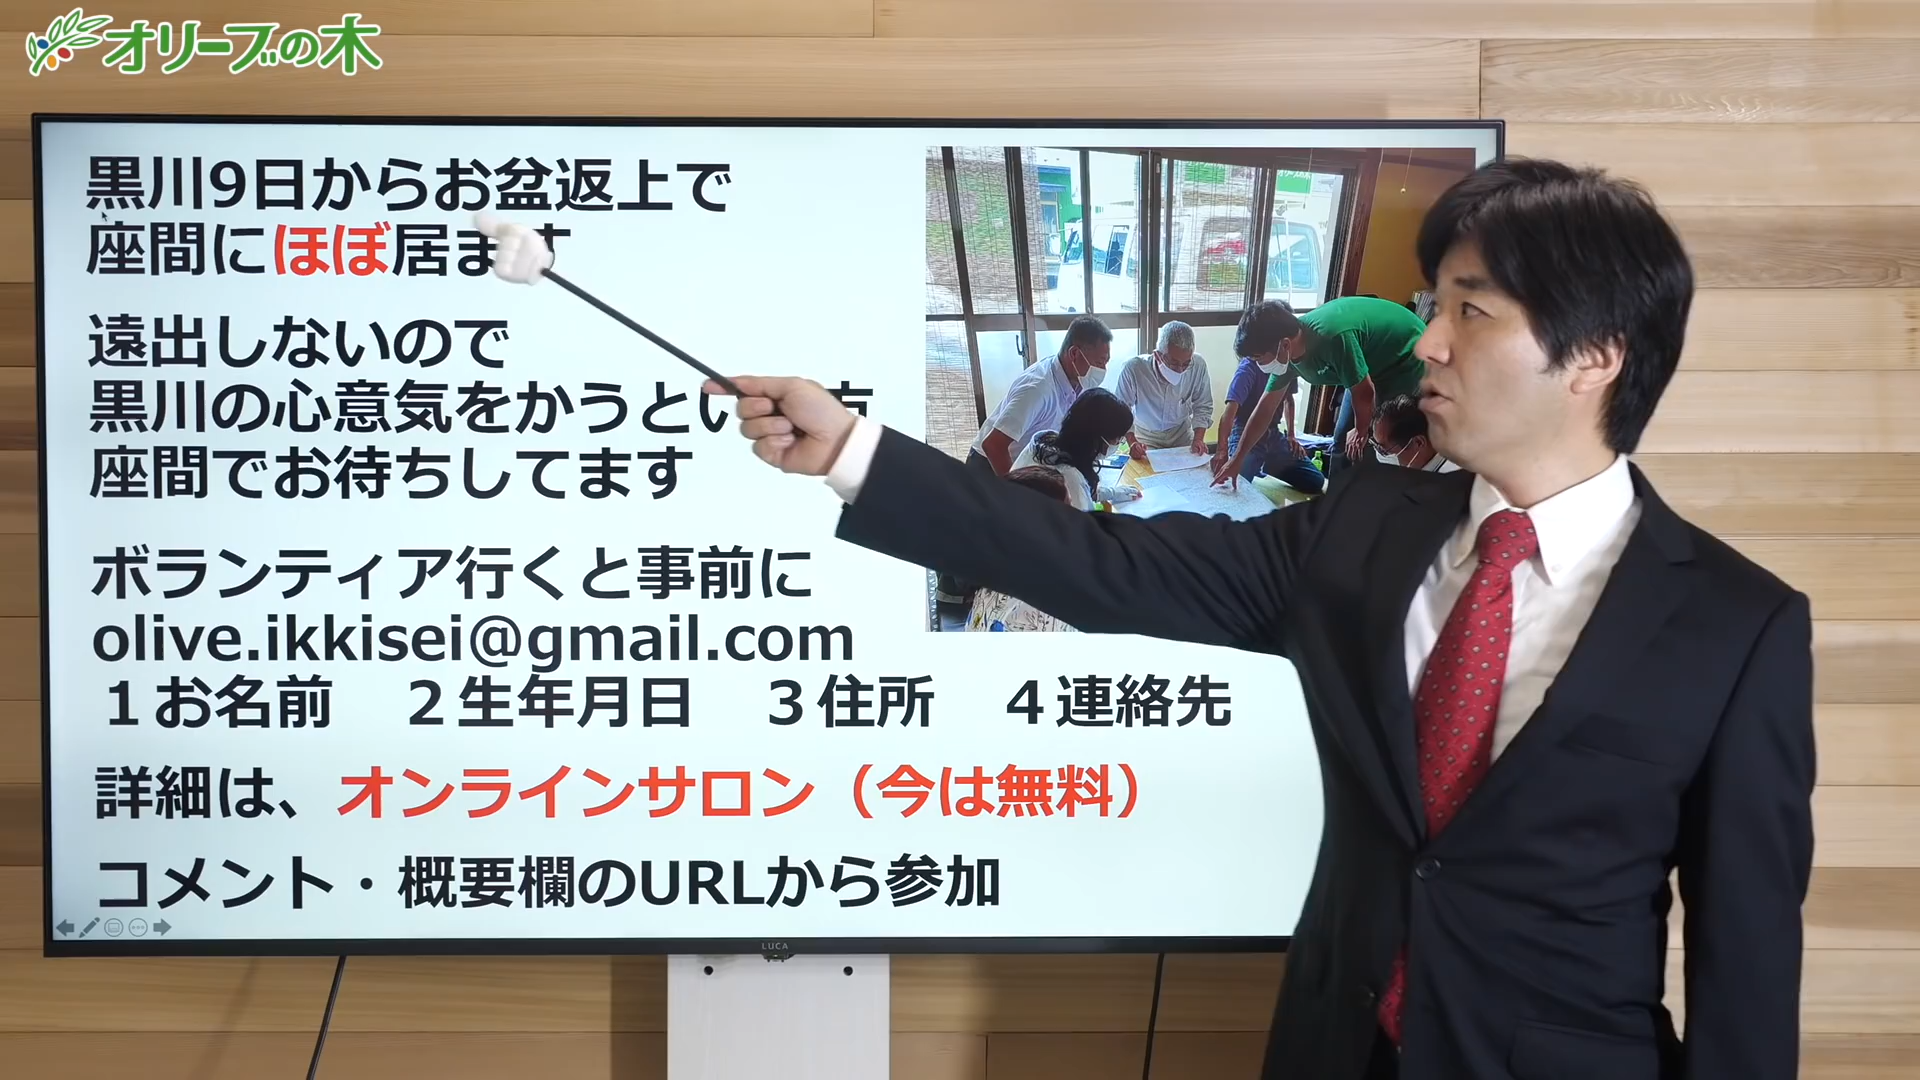 オリーブの木
黒川9日からお盆返上で
座間にほぼ居ます
遠出しないので
黒川の心意気をかうとい
座間でお待ちしてます
ボランティア行くと事前に
olive.ikkisei@gmail.com
１お名前　２生年月日　３住所　４連絡先
詳細は、オンラインサロン（今は無料）
コメント・概要欄のURLから参加
LUCA